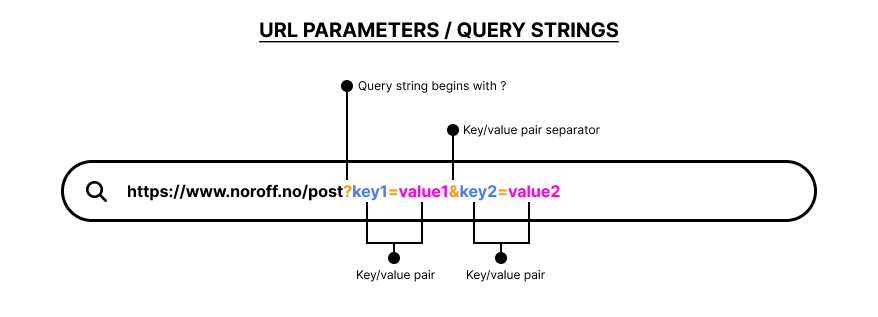 URL PARAMETERS / QUERY STRINGS
Query string begins with ?
Key/value pair separator
https://www.noroff.no/post?key1=value1&key2=value2
Key/value pair
Key/value pair